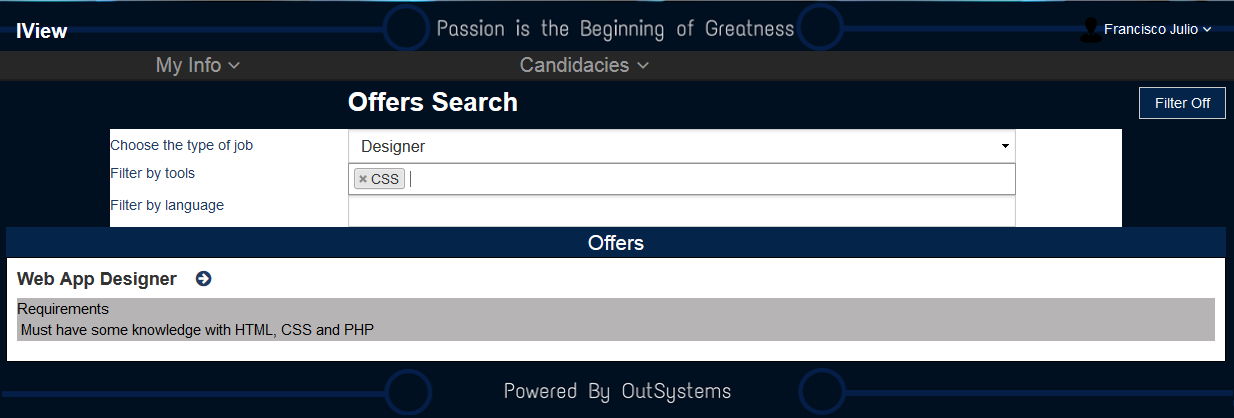 IView
Passion is the Beginning of Greatness
Francisco Julio
My Info
Candidacies
Offers Search
Filter Off
Choose the type of job
Designer
Filter by tools
× CSS
Filter by language
Offers
Web App Designer
Requirements
Must have some knowledge with HTML, CSS and PHP
Powered By OutSystems